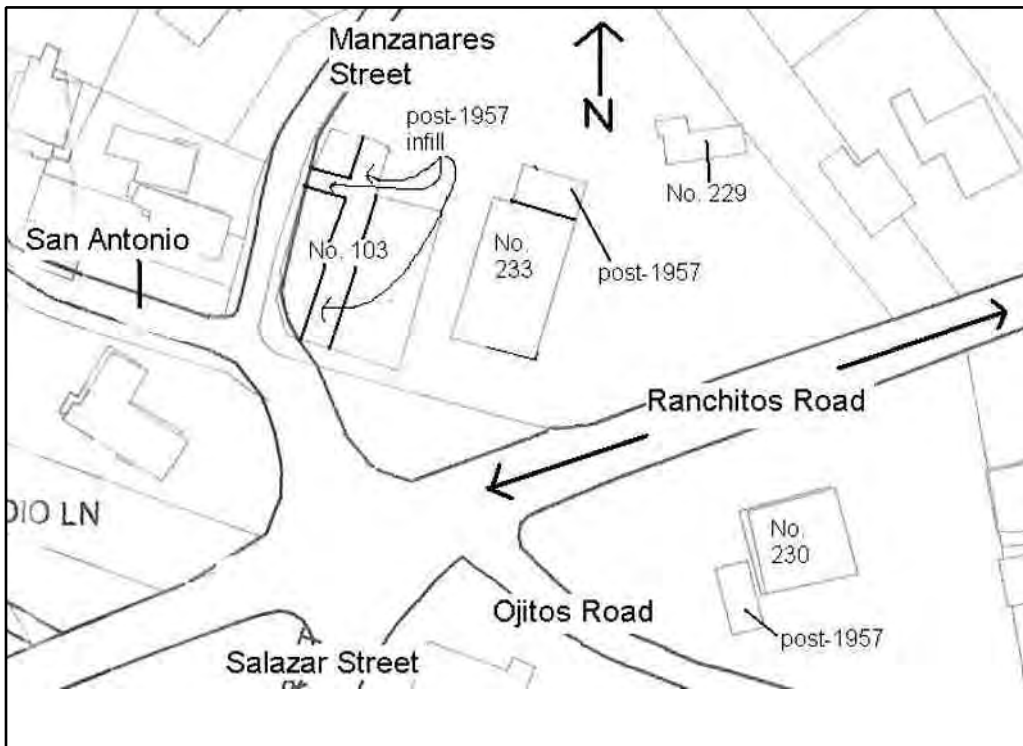 Manzanares
Street
post-1957
infill
N
No. 229
San Antonio
No. 103
No.
233
post-1957
Ranchitos Road
DIO LN
No.
230
Ojitos Road
post-1957
Salazar Street